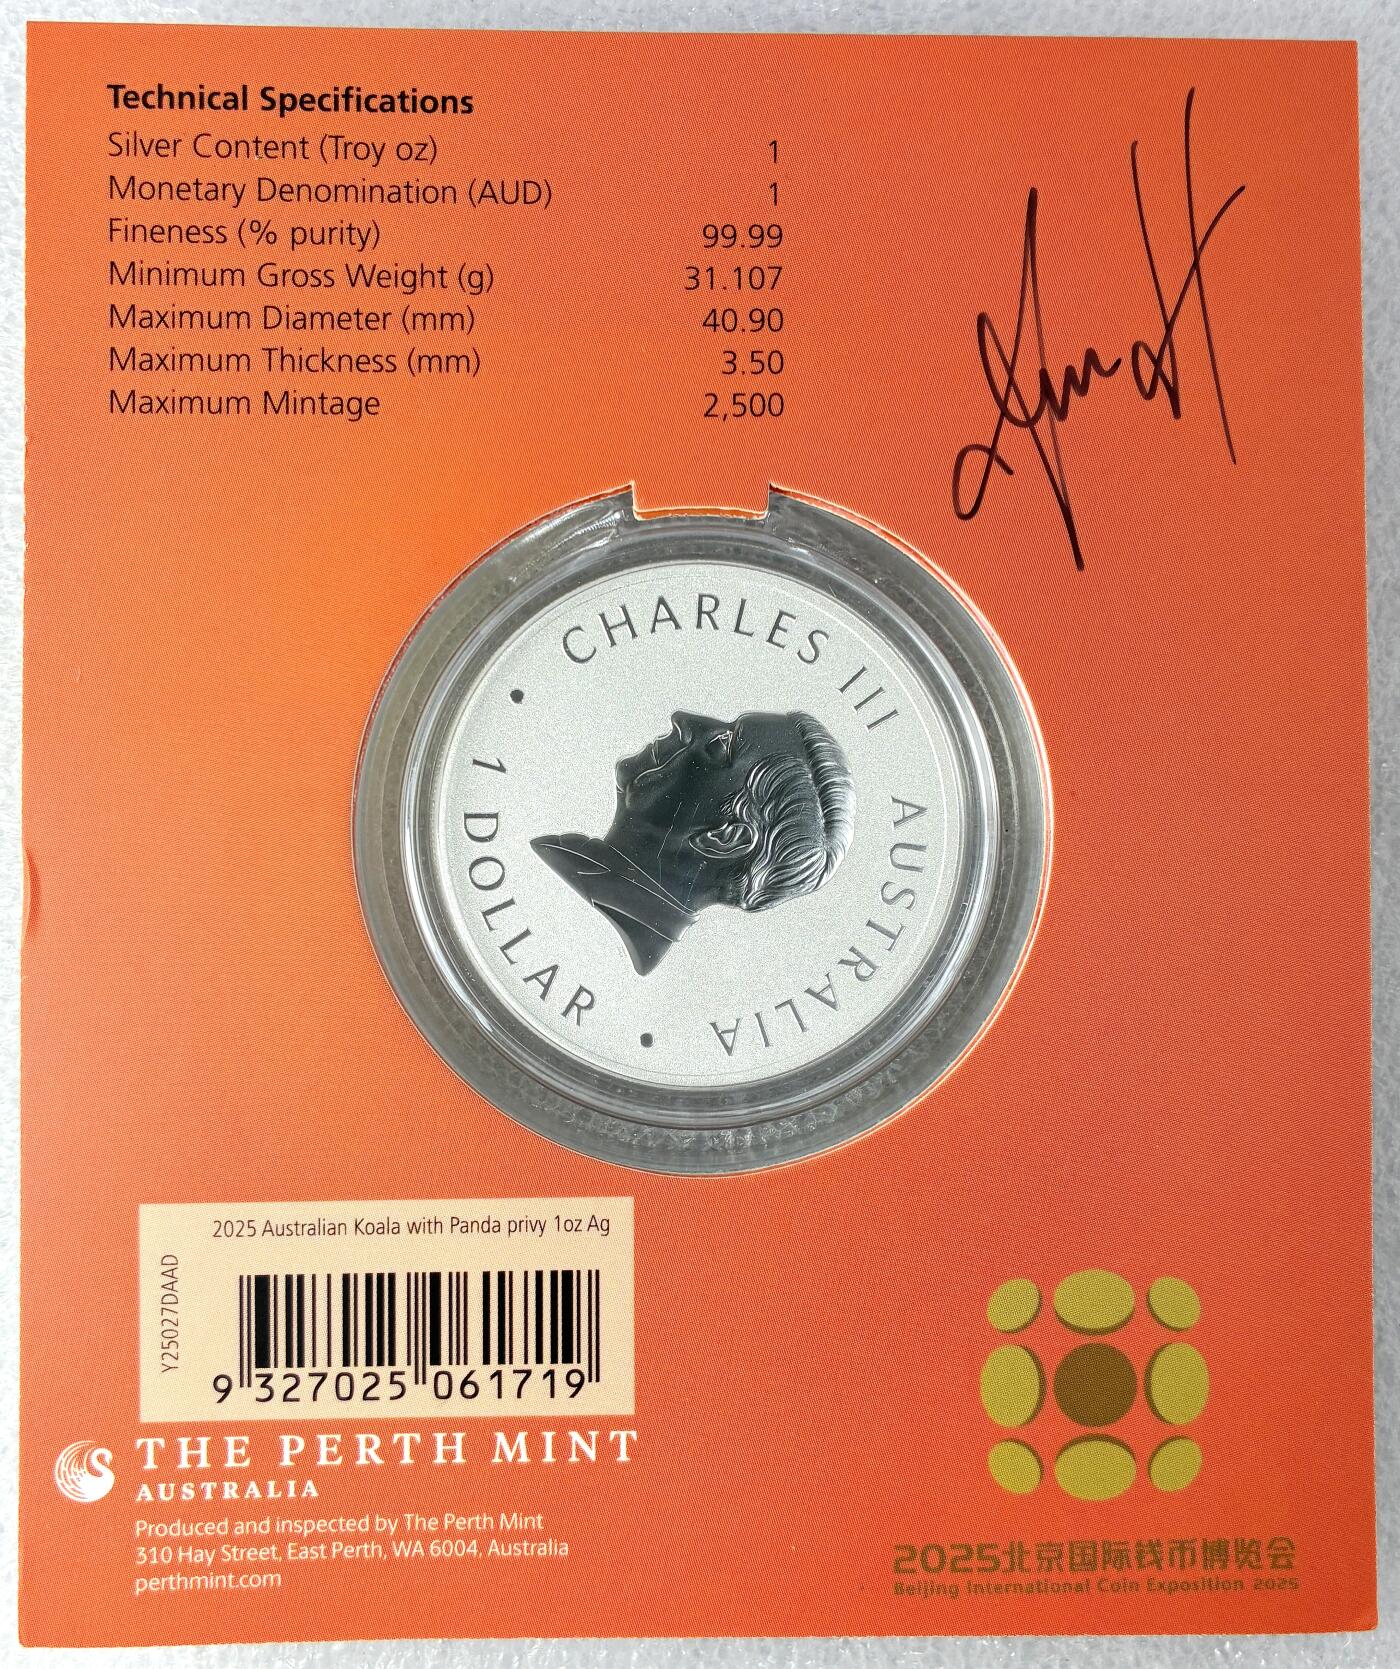 Technical Specifications
Silver Content (Troy oz) 1
Monetary Denomination (AUD) 1
Fineness (% purity) 99.99
Minimum Gross Weight (g) 31.107
Maximum Diameter (mm) 40.90
Maximum Thickness (mm) 3.50
Maximum Mintage 2,500
CHARLES III AUSTRALIA
• 1 DOLLAR •
2025 Australian Koala with Panda privy 1oz Ag
Y25027DAAD
9 327025 061719
THE PERTH MINT
AUSTRALIA
Produced and inspected by The Perth Mint
310 Hay Street, East Perth, WA 6004, Australia
perthmint.com
2025北京国际钱币博览会
Beijing International Coin Exposition 2025